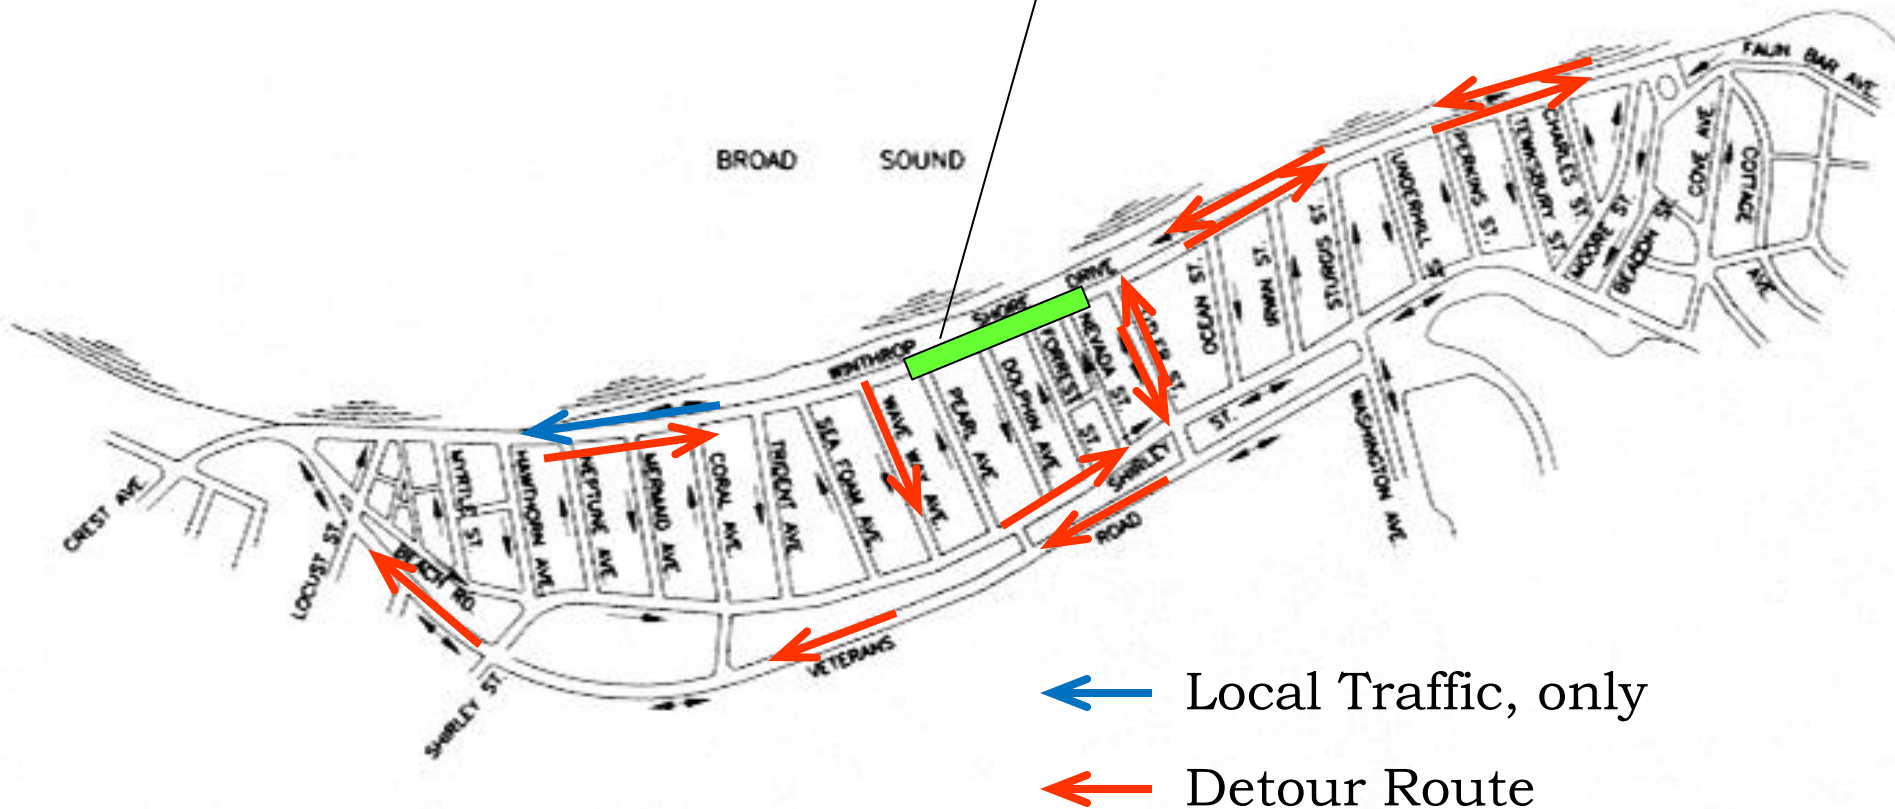 FAUN BAR AVE.
BROAD SOUND
WINTHROP SHORE DRIVE
CREST AVE.
LOCUST ST.
BEACH RD.
MYRTLE ST.
HAWTHORN AVE.
NEPTUNE AVE.
MERMAID AVE.
CORAL AVE.
TRIDENT AVE.
SEA FOAM AVE.
WAVE WAY AVE.
PEARL AVE.
DOLPHIN AVE.
FORREST ST.
NEVADA ST.
ST.
OCEAN ST.
IRWIN ST.
STURGIS ST
UNDERHILL ST
PERKINS ST.
TEWKSBURY ST.
CHARLES ST.
MOORE ST.
BEACON ST.
COVE AVE
COTTAGE AVE
SHIRLEY ST.
WASHINGTON AVE.
VETERANS ROAD
SHIRLEY ST.
Local Traffic, only
Detour Route